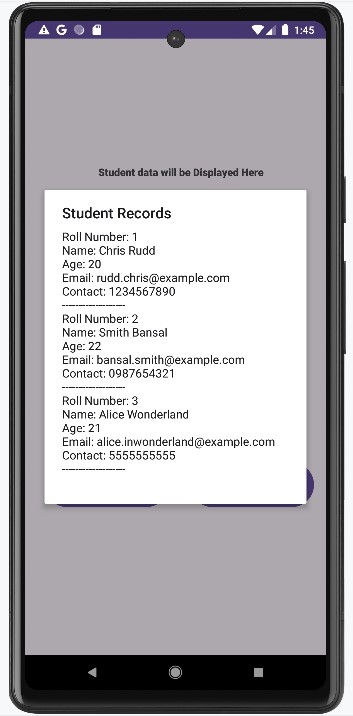 1:45
Student data will be Displayed Here
Student Records
Roll Number: 1
Name: Chris Rudd
Age: 20
Email: rudd.chris@example.com
Contact: 1234567890
--------------------
Roll Number: 2
Name: Smith Bansal
Age: 22
Email: bansal.smith@example.com
Contact: 0987654321
--------------------
Roll Number: 3
Name: Alice Wonderland
Age: 21
Email: alice.inwonderland@example.com
Contact: 5555555555
--------------------